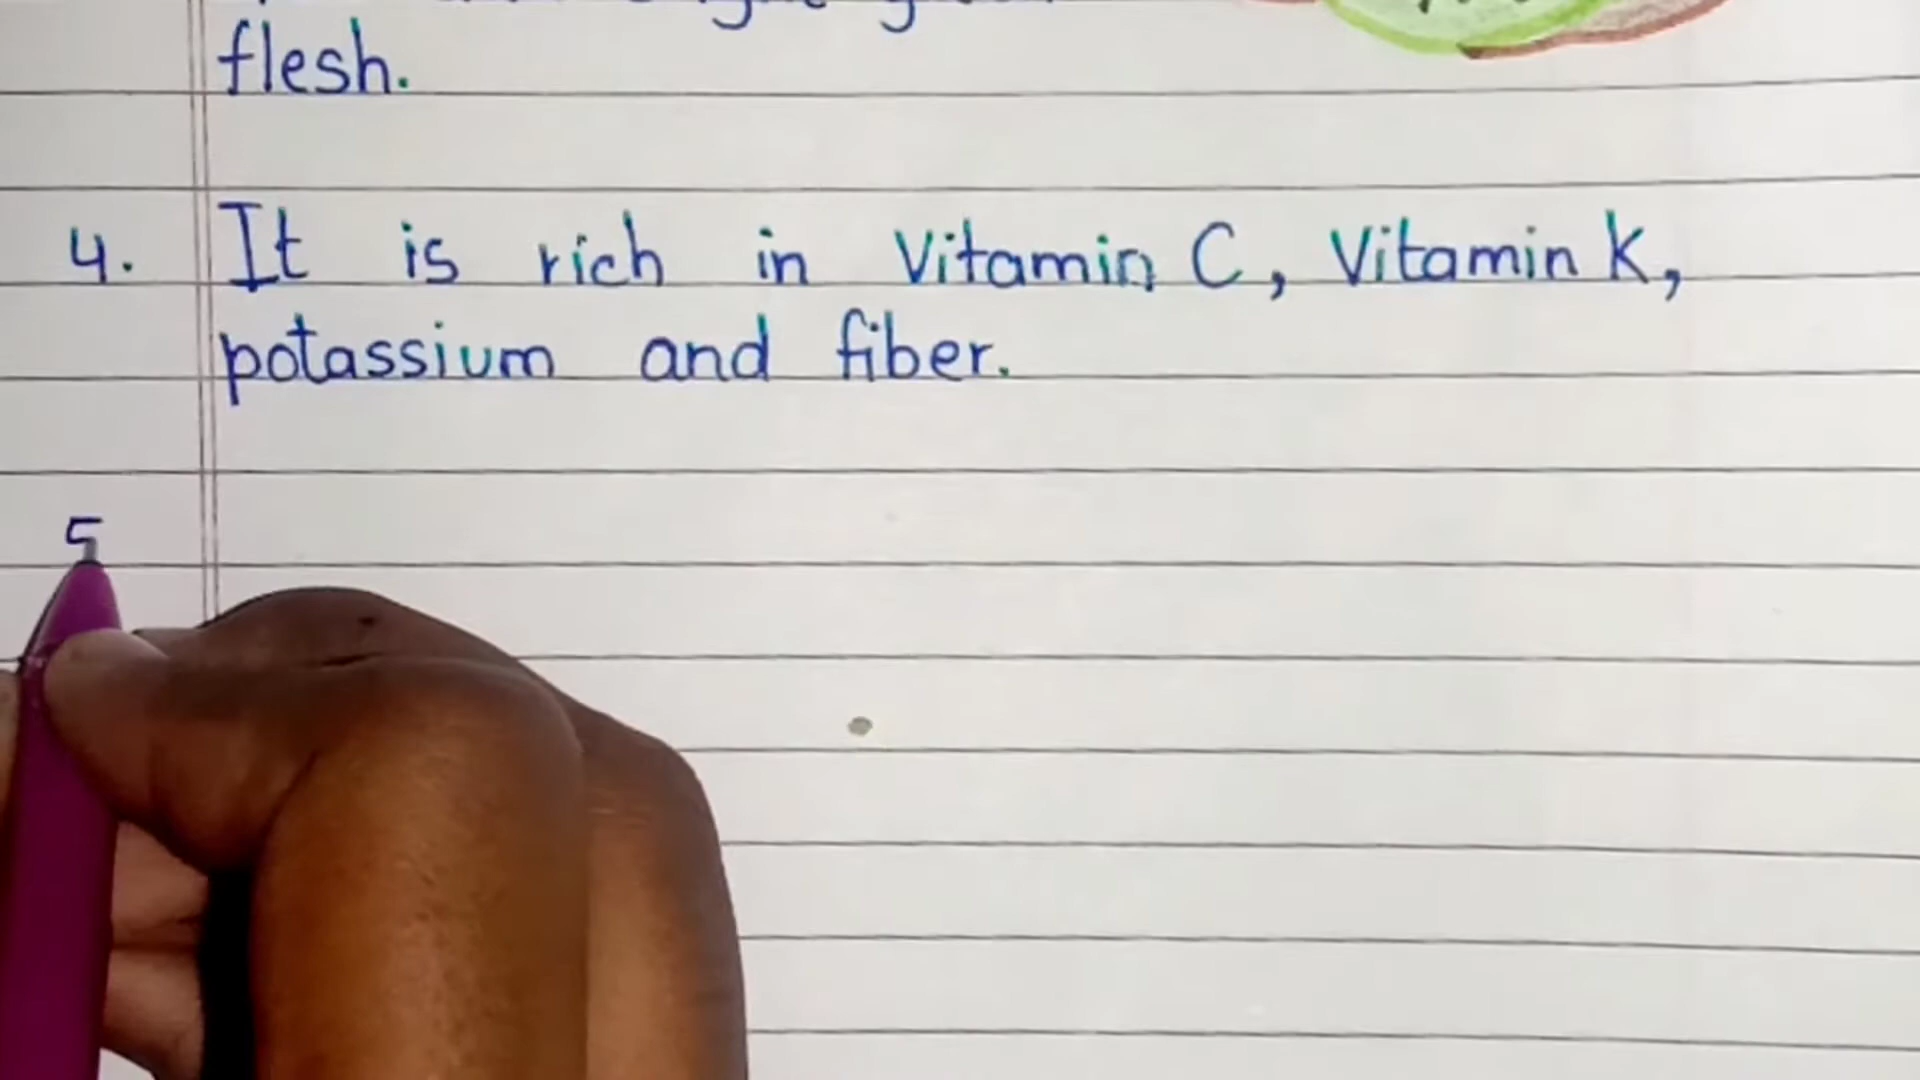 flesh.
4. It is rich in Vitamin C, Vitamin K,
potassium and fiber.
5